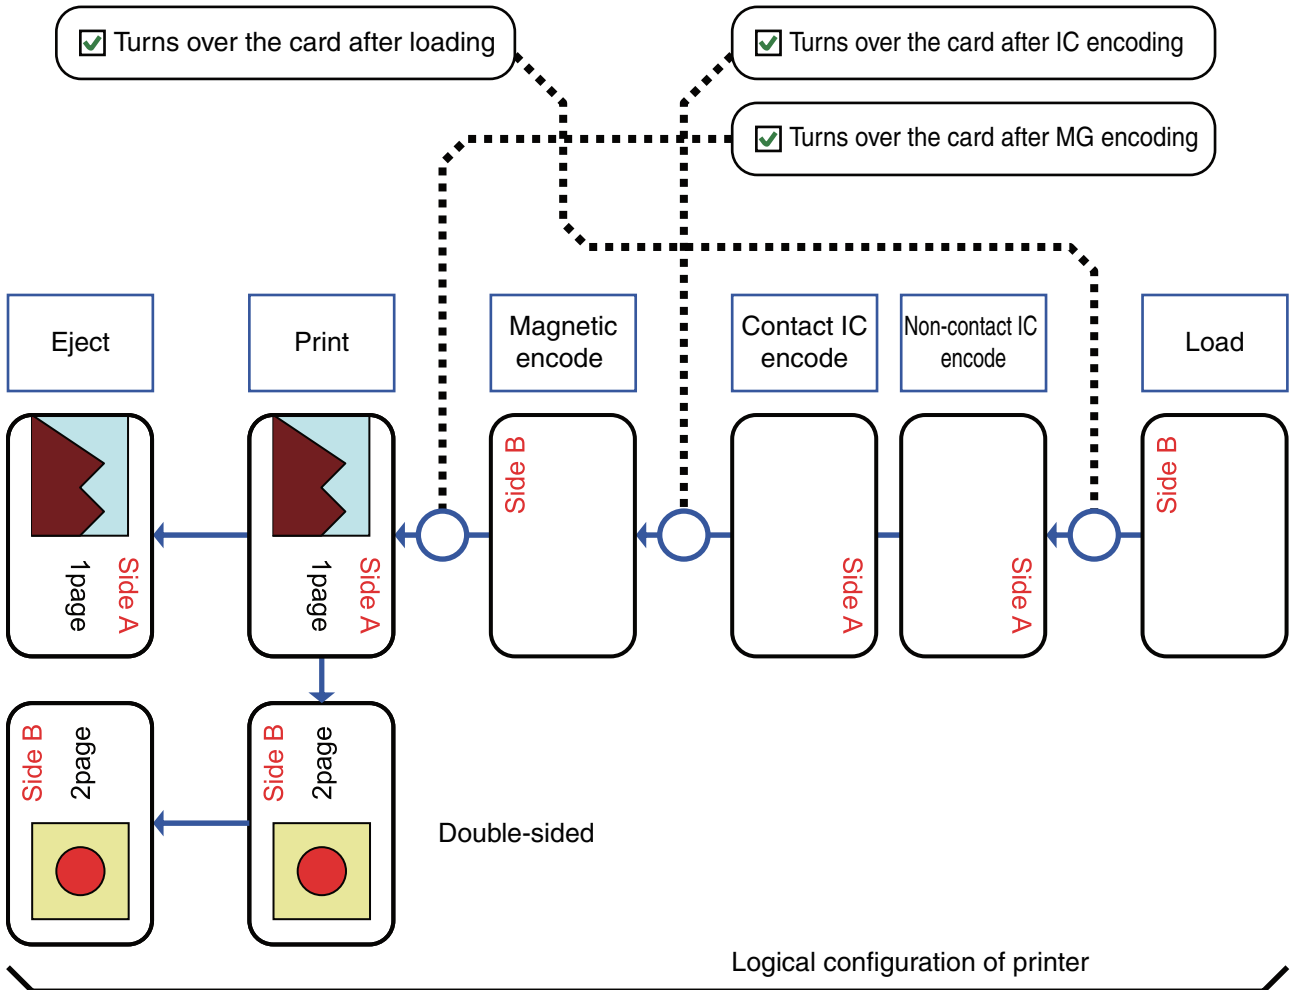 Turns over the card after loading
Turns over the card after IC encoding
Turns over the card after MG encoding
Eject
Print
Magnetic
encode
Contact IC
encode
Non-contact IC
encode
Load
1page
Side A
1page
Side A
Side B
Side A
Side A
Side B
Side B
2page
Side B
2page
Double-sided
Logical configuration of printer